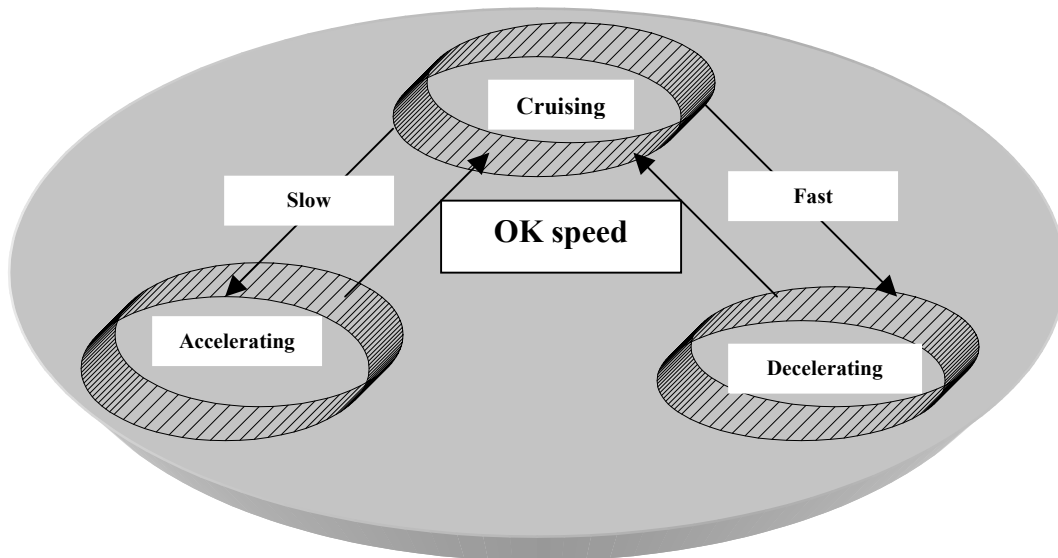 Cruising
Slow
Fast
OK speed
Accelerating
Decelerating